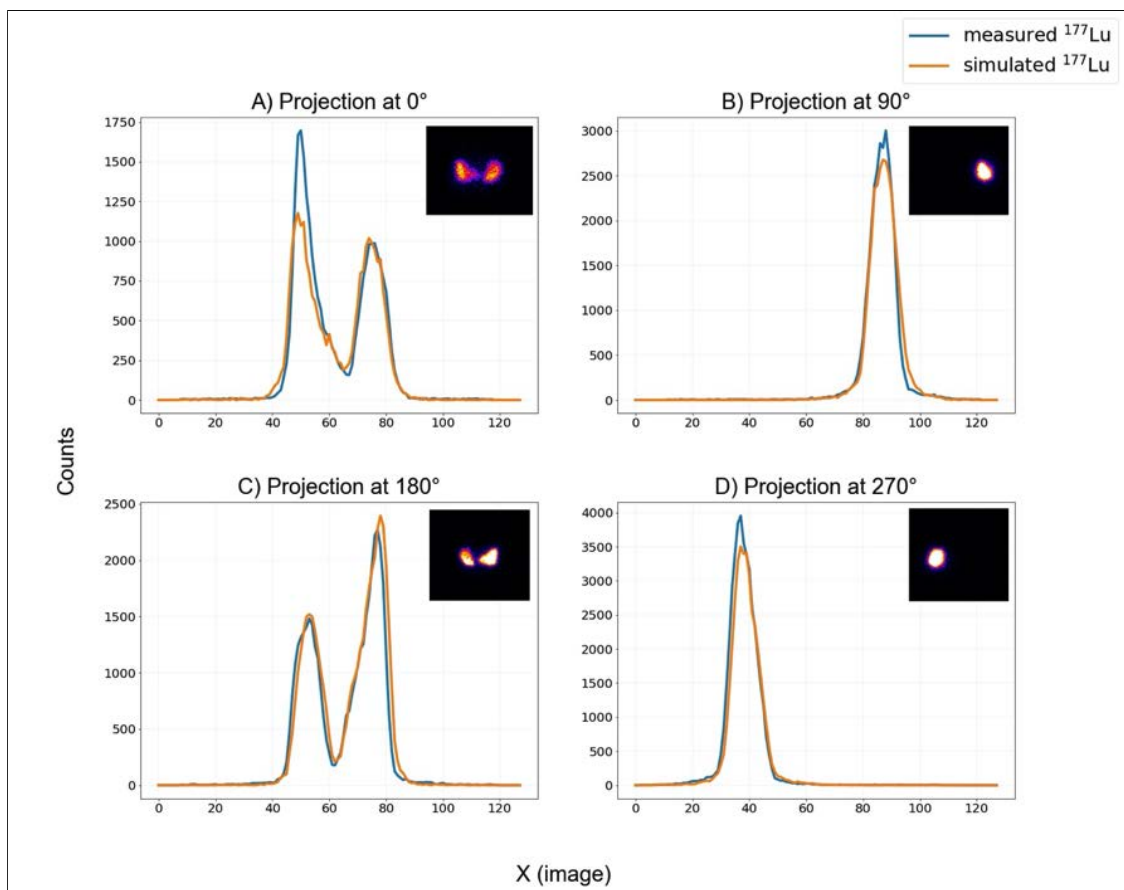 measured ¹⁷⁷Lu
simulated ¹⁷⁷Lu
A) Projection at 0°
1750
1500
1250
1000
750
500
250
0
0 20 40 60 80 100 120
B) Projection at 90°
3000
2500
2000
1500
1000
500
0
0 20 40 60 80 100 120
Counts
C) Projection at 180°
2500
2000
1500
1000
500
0
0 20 40 60 80 100 120
D) Projection at 270°
4000
3500
3000
2500
2000
1500
1000
500
0
0 20 40 60 80 100 120
X (image)